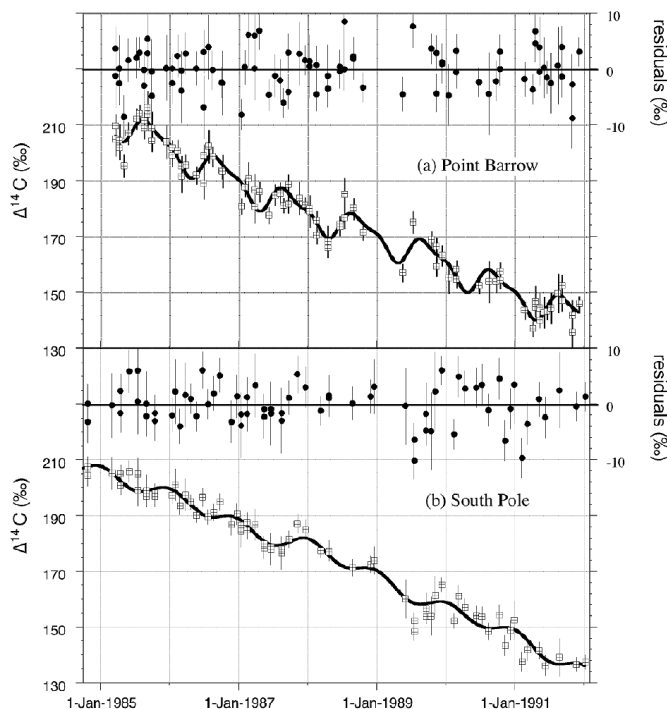 10
0
-10
residuals (‰)
210
190
170
150
130
Δ14C (‰)
(a) Point Barrow
10
0
-10
residuals (‰)
210
190
170
150
130
Δ14C (‰)
(b) South Pole
1-Jan-1985 1-Jan-1987 1-Jan-1989 1-Jan-1991